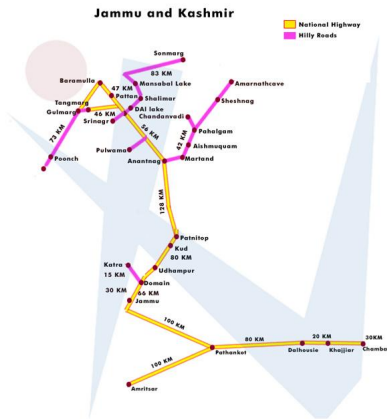 Jammu and Kashmir
National Highway
Hilly Roads
Sonmarg
83 KM
Baramulla
47 KM
Mansabal Lake
Amarnathcave
Pattan
Shalimar
Sheshnag
Tangmarg
DAl lake
Gulmarg
46 KM
Chandanvadi
Srinagr
Pahalgam
56 KM
72 KM
42 KM
Aishmuquam
Pulwama
Martand
Poonch
Anantnag
128 KM
Patnitop
Kud
80 KM
Katra
Udhampur
15 KM
Domain
30 KM
66 KM
Jammu
100 KM
80 KM
20 KM
30KM
Pathankot
Dalhousie
Khajjiar
Chamba
100 KM
Amritsar